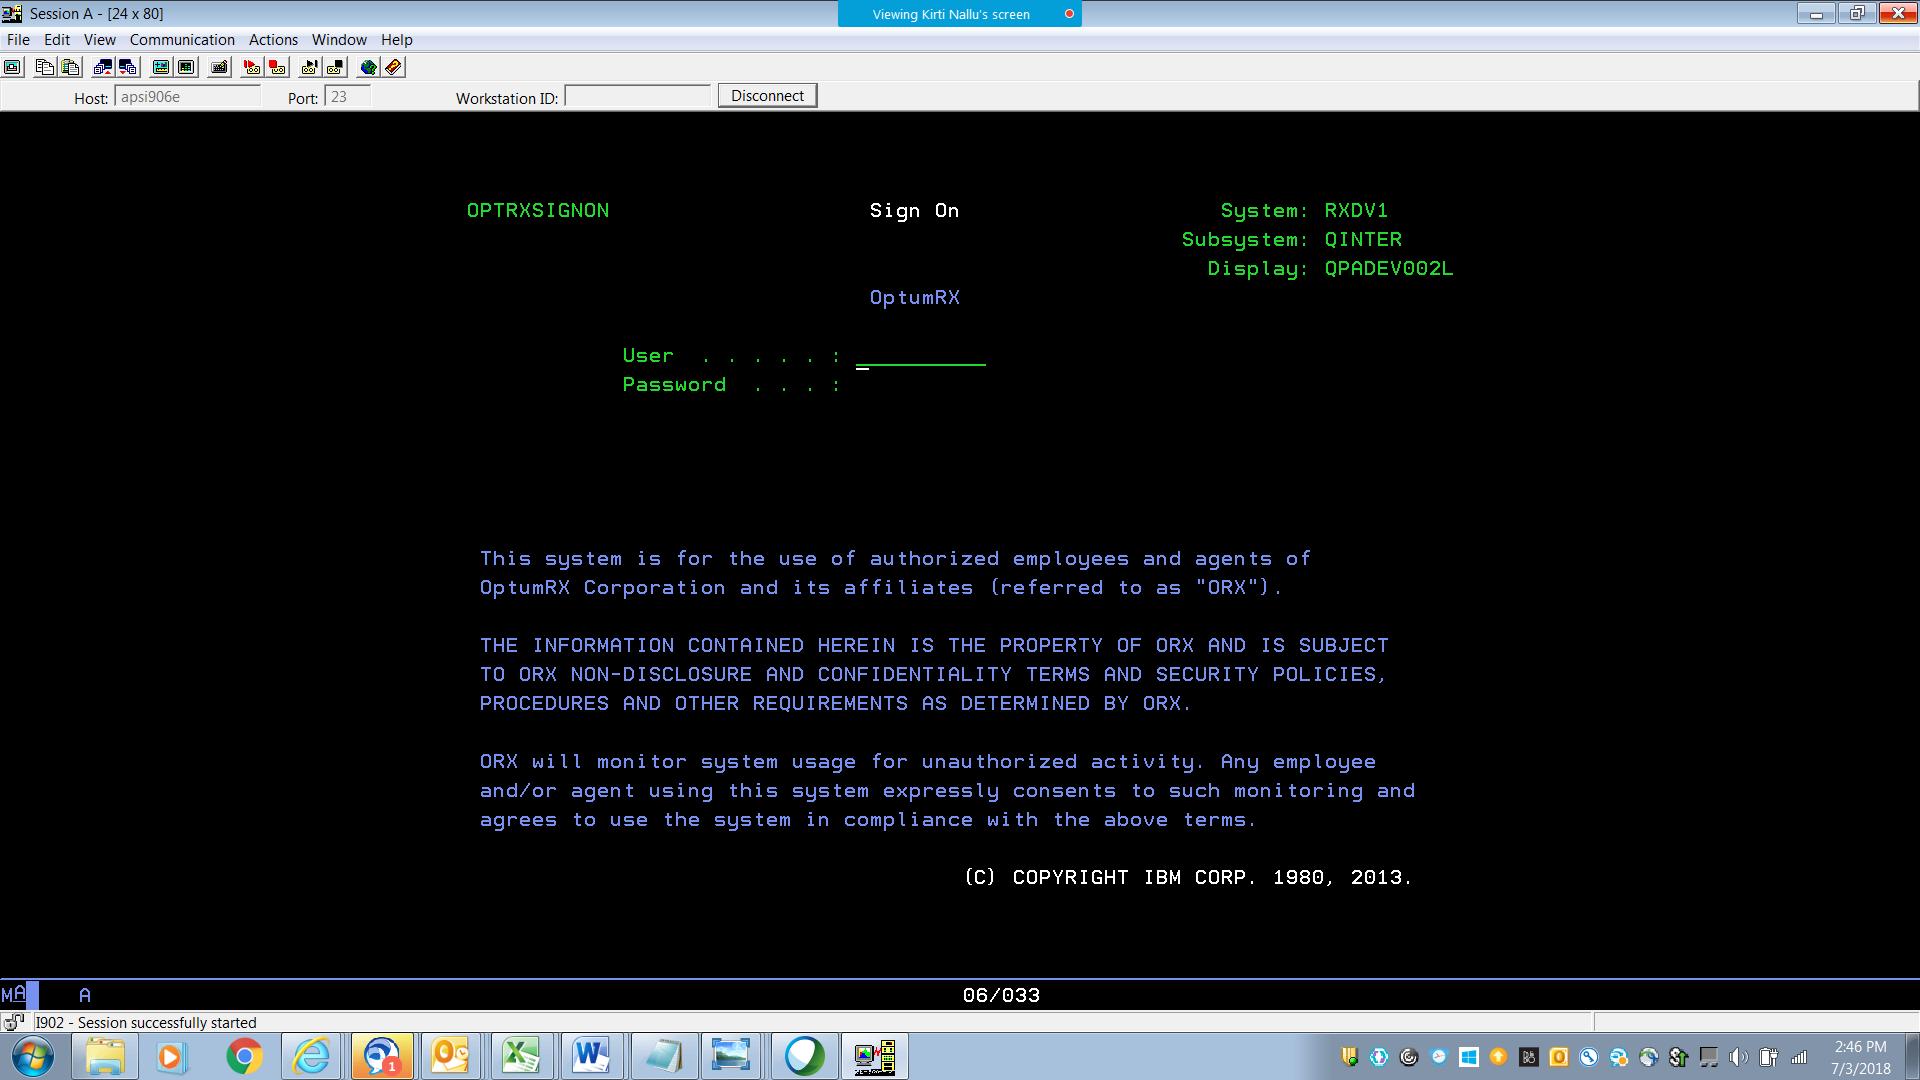 Session A - [24 x 80]
Viewing Kirti Nallu's screen
File Edit View Communication Actions Window Help
Host: apsi906e Port: 23 Workstation ID: Disconnect
OPTRXSIGNON Sign On System: RXDV1
Subsystem: QINTER
Display: QPADEV002L
OptumRX
User . . . . . :
Password . . . :
This system is for the use of authorized employees and agents of
OptumRX Corporation and its affiliates (referred to as "ORX").
THE INFORMATION CONTAINED HEREIN IS THE PROPERTY OF ORX AND IS SUBJECT
TO ORX NON-DISCLOSURE AND CONFIDENTIALITY TERMS AND SECURITY POLICIES,
PROCEDURES AND OTHER REQUIREMENTS AS DETERMINED BY ORX.
ORX will monitor system usage for unauthorized activity. Any employee
and/or agent using this system expressly consents to such monitoring and
agrees to use the system in compliance with the above terms.
(C) COPYRIGHT IBM CORP. 1980, 2013.
MA A 06/033
I902 - Session successfully started
1
2:46 PM
7/3/2018